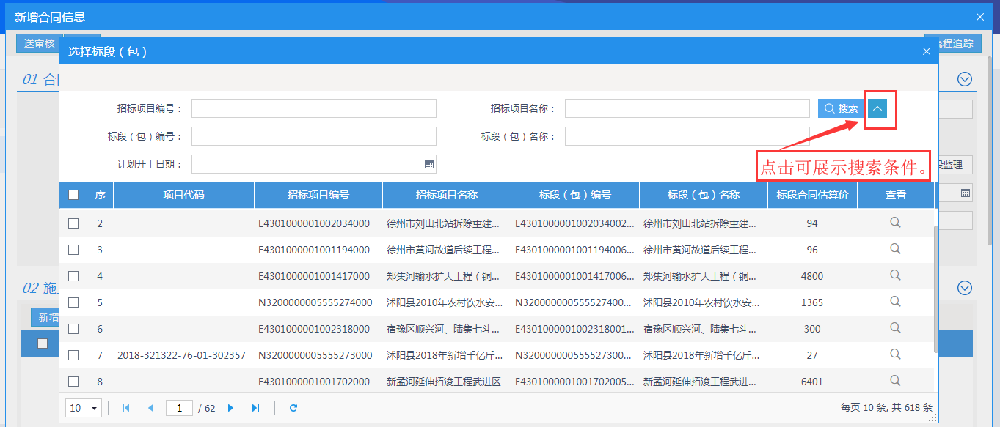 新增合同信息
送审核
流程追踪
选择标段（包）
01 合同
招标项目编号：
招标项目名称：
搜索
标段（包）编号：
标段（包）名称：
计划开工日期：
点击可展示搜索条件。
监理
序 项目代码 招标项目编号 招标项目名称 标段（包）编号 标段（包）名称 标段合同估算价 查看
2 E4301000001002034000 徐州市刘山北站拆除重建... E4301000001002034002... 徐州市刘山北站拆除重建... 94
3 E4301000001001194000 徐州市黄河故道后续工程... E4301000001001194006... 徐州市黄河故道后续工程... 96
4 E4301000001001417000 郑集河输水扩大工程（铜... E4301000001001417006... 郑集河输水扩大工程（铜... 4800
02 施
5 N3200000005555274000 沭阳县2010年农村饮水安... N320000000555527400... 沭阳县2010年农村饮水安... 1365
新增
6 E4301000001002318000 宿豫区顺兴河、陆集七斗... E4301000001002318001... 宿豫区顺兴河、陆集七斗... 300
7 2018-321322-76-01-302357 N3200000005555273000 沭阳县2018年新增千亿斤... N320000000555527300... 沭阳县2018年新增千亿斤... 27
8 E4301000001001702000 新孟河延伸拓浚工程武进区 E4301000001001702005... 新孟河延伸拓浚工程武进... 6401
10 1 / 62 每页 10 条, 共 618 条